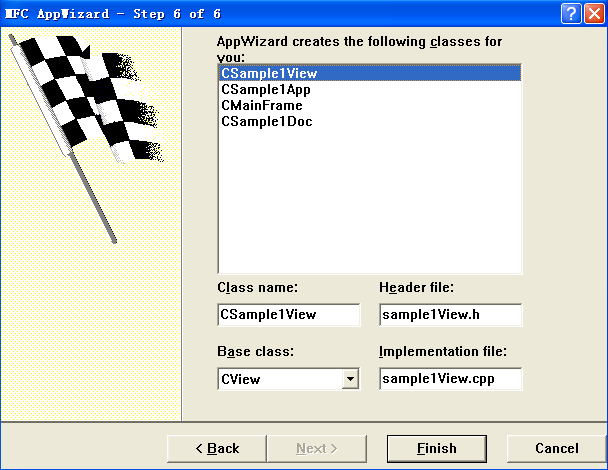 MFC AppWizard - Step 6 of 6
AppWizard creates the following classes for
you:
CSample1View
CSample1App
CMainFrame
CSample1Doc
Class name:
Header file:
CSample1View
sample1View.h
Base class:
Implementation file:
CView
sample1View.cpp
< Back
Next >
Finish
Cancel